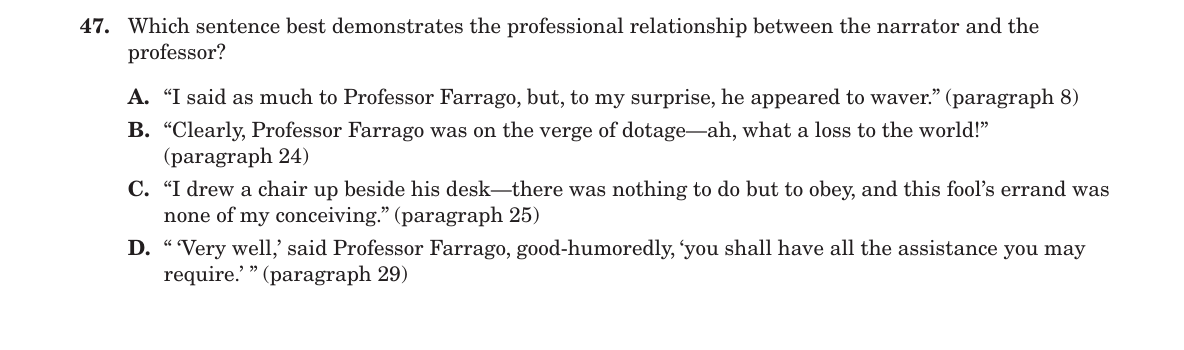 47. Which sentence best demonstrates the professional relationship between the narrator and the
professor?
A. “I said as much to Professor Farrago, but, to my surprise, he appeared to waver.” (paragraph 8)
B. “Clearly, Professor Farrago was on the verge of dotage—ah, what a loss to the world!”
(paragraph 24)
C. “I drew a chair up beside his desk—there was nothing to do but to obey, and this fool’s errand was
none of my conceiving.” (paragraph 25)
D. “ ‘Very well,’ said Professor Farrago, good-humoredly, ‘you shall have all the assistance you may
require.’ ” (paragraph 29)